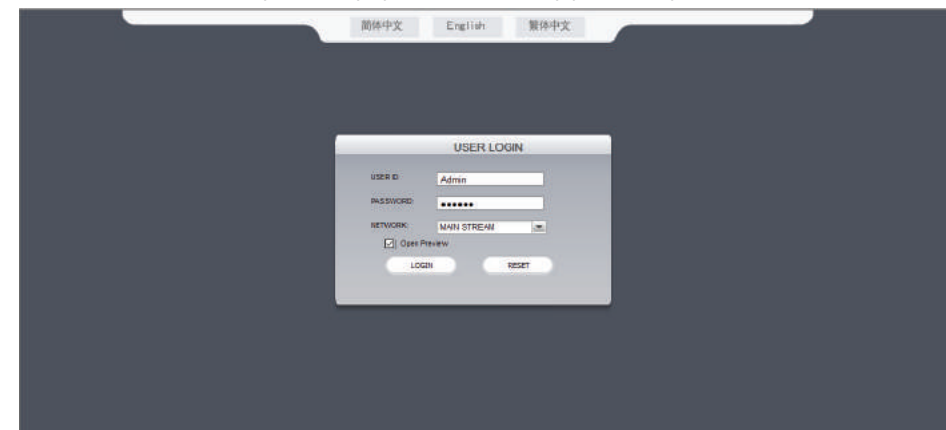 简体中文 English 繁体中文
USER LOGIN
USER ID: Admin
PASSWORD: ●●●●●●
NETWORK: MAIN STREAM
Open Preview
LOGIN RESET